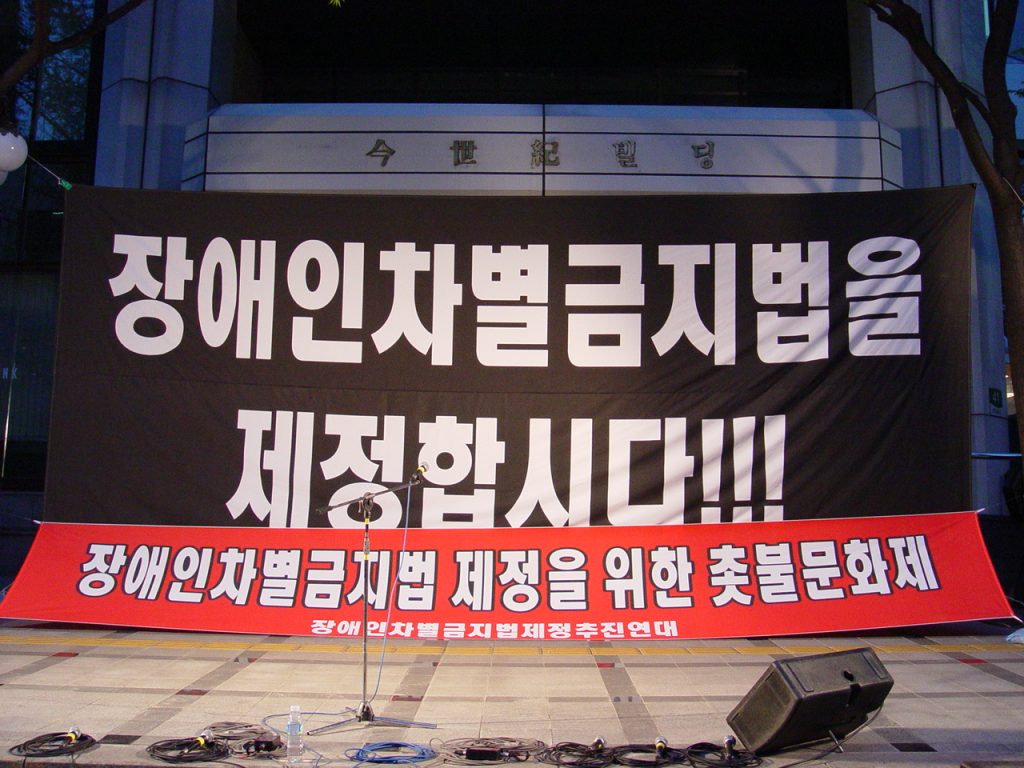 今世紀빌딩
장애인차별금지법을
제정합시다!!!
장애인차별금지법 제정을 위한 촛불문화제
장애인차별금지법제정추진연대